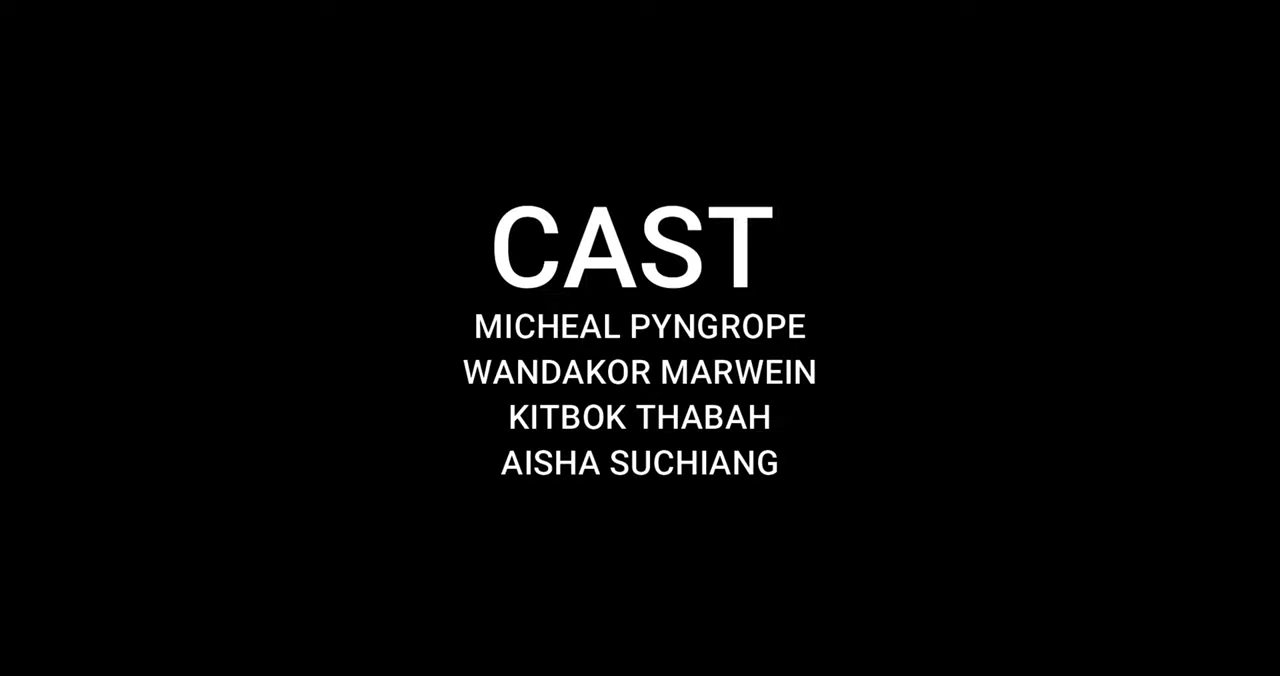 CAST
MICHEAL PYNGROPE
WANDAKOR MARWEIN
KITBOK THABAH
AISHA SUCHIANG